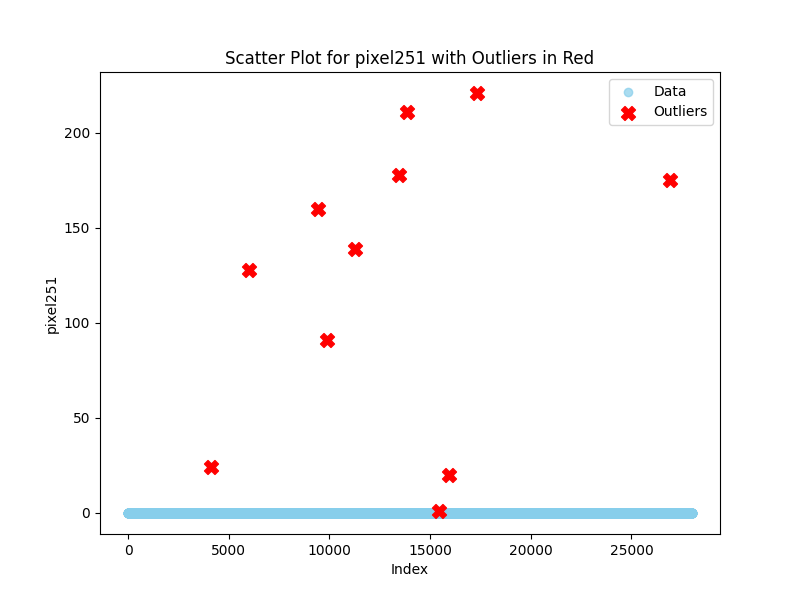 Scatter Plot for pixel251 with Outliers in Red
Data
Outliers
200
150
100
50
0
pixel251
0 5000 10000 15000 20000 25000
Index